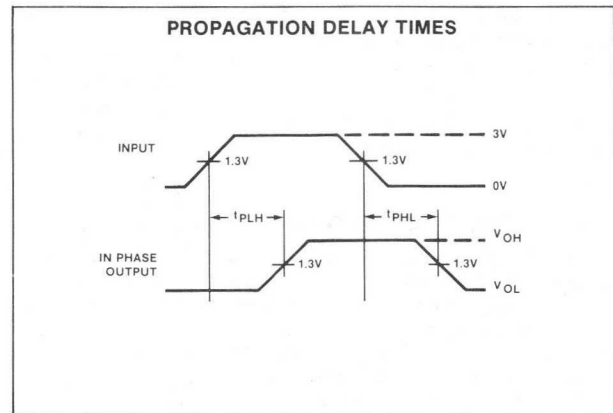 PROPAGATION DELAY TIMES
INPUT
1.3V
1.3V
3V
0V
tPLH
tPHL
IN PHASE
OUTPUT
1.3V
1.3V
VOH
VOL